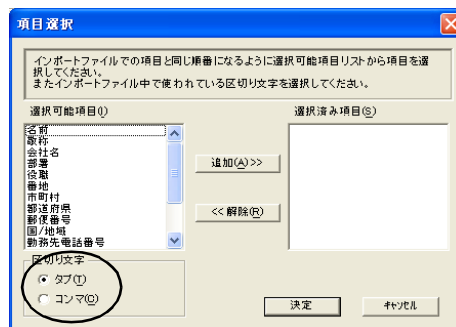 項目選択
インポートファイルでの項目と同じ順番になるように選択可能項目リストから項目を選
択してください。
またインポートファイル中で使われている区切り文字を選択してください。
選択可能項目(I)
選択済み項目(S)
名前
敬称
会社名
部署
役職
番地
市町村
都道府県
郵便番号
国/地域
勤務先電話番号
追加(A)>>
<<解除(R)
区切り文字
タブ(T)
コンマ(C)
決定
キャンセル